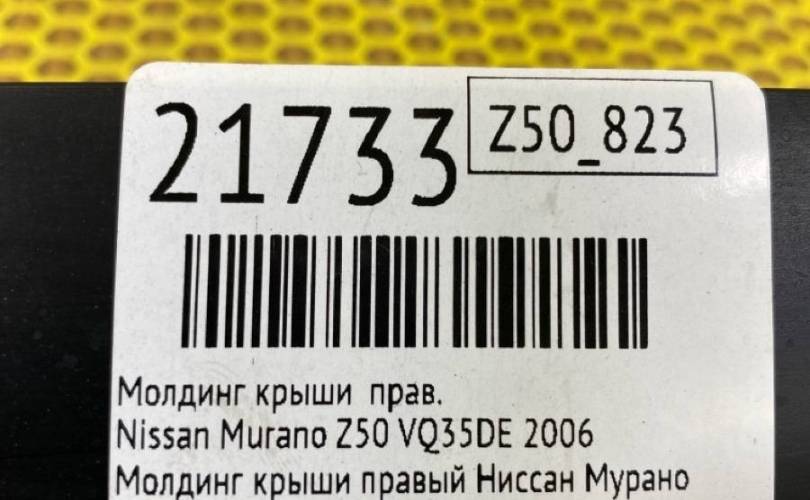 21733
Z50_823
Молдинг крыши прав.
Nissan Murano Z50 VQ35DE 2006
Молдинг крыши правый Ниссан Мурано